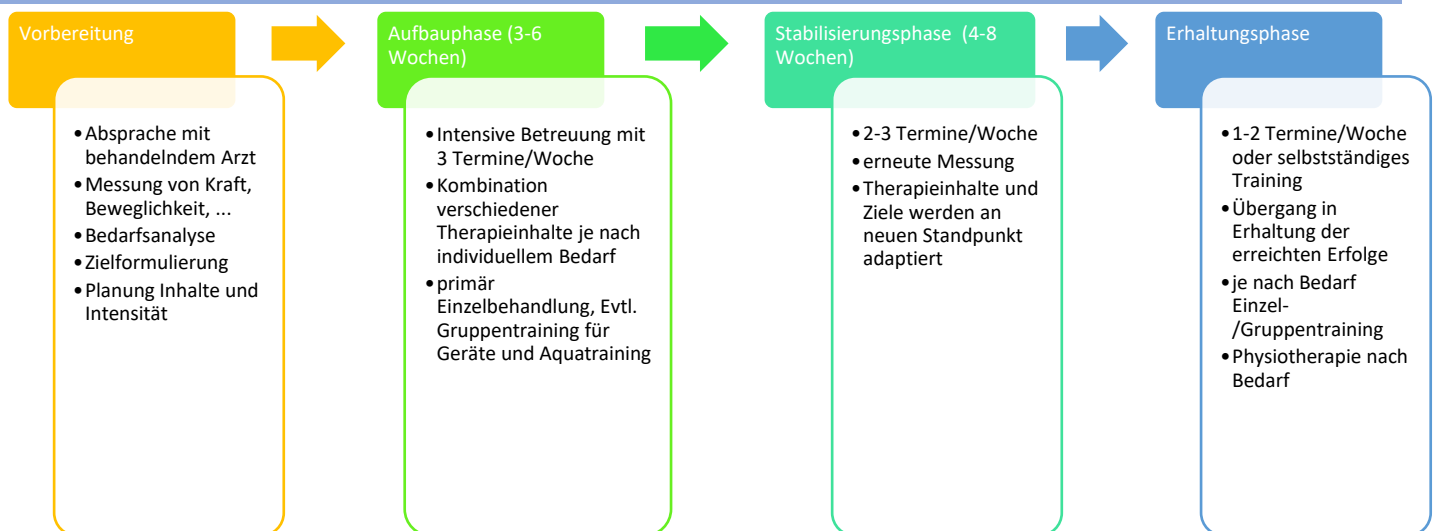 Vorbereitung
•Absprache mit
behandelndem Arzt
•Messung von Kraft,
Beweglichkeit, ...
•Bedarfsanalyse
•Zielformulierung
•Planung Inhalte und
Intensität
Aufbauphase (3-6
Wochen)
•Intensive Betreuung mit
3 Termine/Woche
•Kombination
verschiedener
Therapieinhalte je nach
individuellem Bedarf
•primär
Einzelbehandlung, Evtl.
Gruppentraining für
Geräte und Aquatraining
Stabilisierungsphase (4-8
Wochen)
•2-3 Termine/Woche
•erneute Messung
•Therapieinhalte und
Ziele werden an
neuen Standpunkt
adaptiert
Erhaltungsphase
•1-2 Termine/Woche
oder selbstständiges
Training
•Übergang in
Erhaltung der
erreichten Erfolge
•je nach Bedarf
Einzel-
/Gruppentraining
•Physiotherapie nach
Bedarf